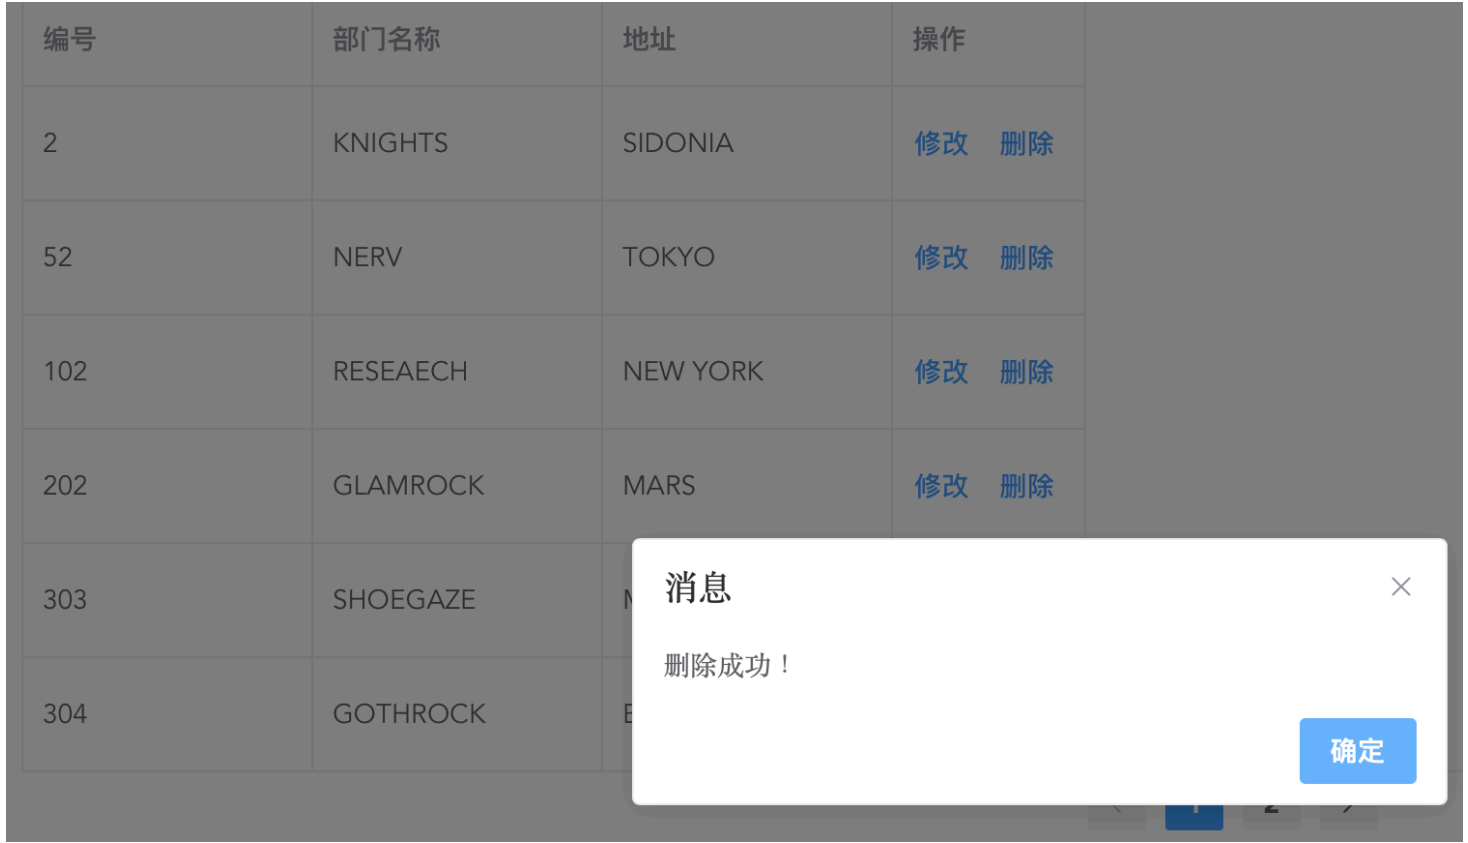 编号 部门名称 地址 操作
2 KNIGHTS SIDONIA 修改 删除
52 NERV TOKYO 修改 删除
102 RESEAECH NEW YORK 修改 删除
202 GLAMROCK MARS 修改 删除
303 SHOEGAZE
304 GOTHROCK
消息
删除成功！
确定
1 2